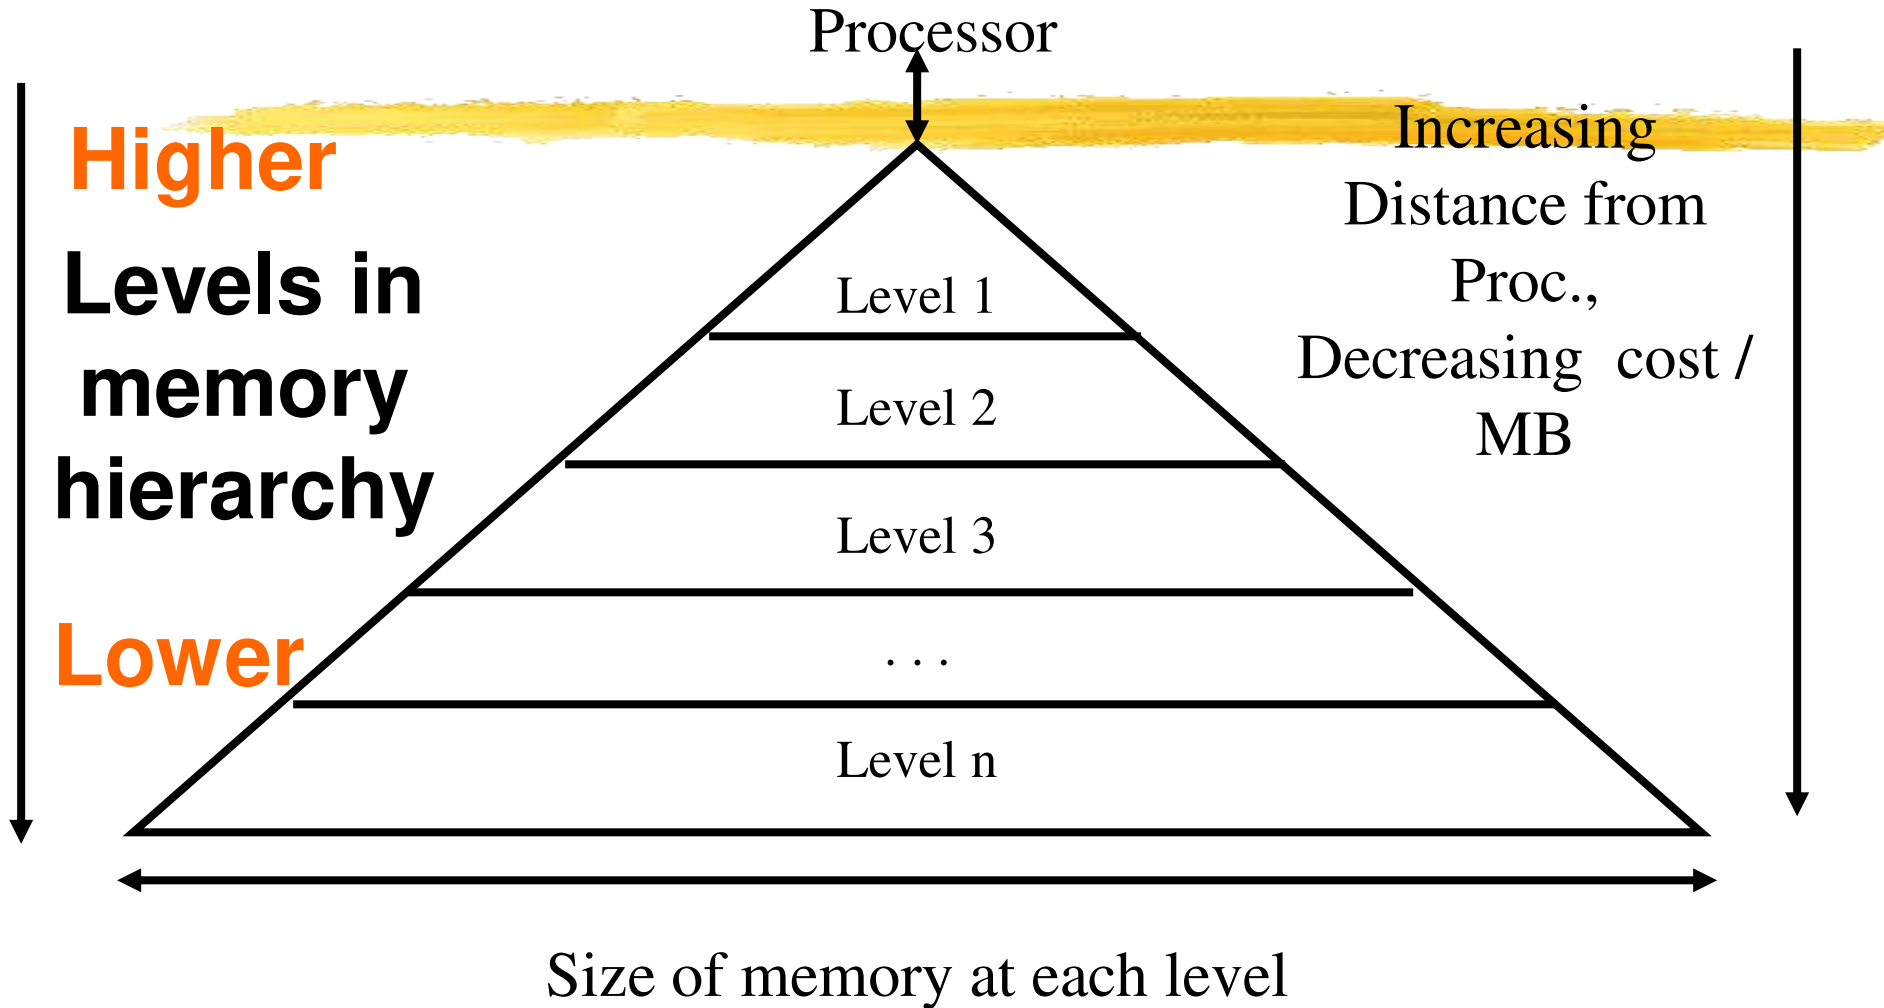 Processor
Higher
Levels in
memory
hierarchy
Lower
Increasing
Distance from
Proc.,
Decreasing cost /
MB
Level 1
Level 2
Level 3
. . .
Level n
Size of memory at each level